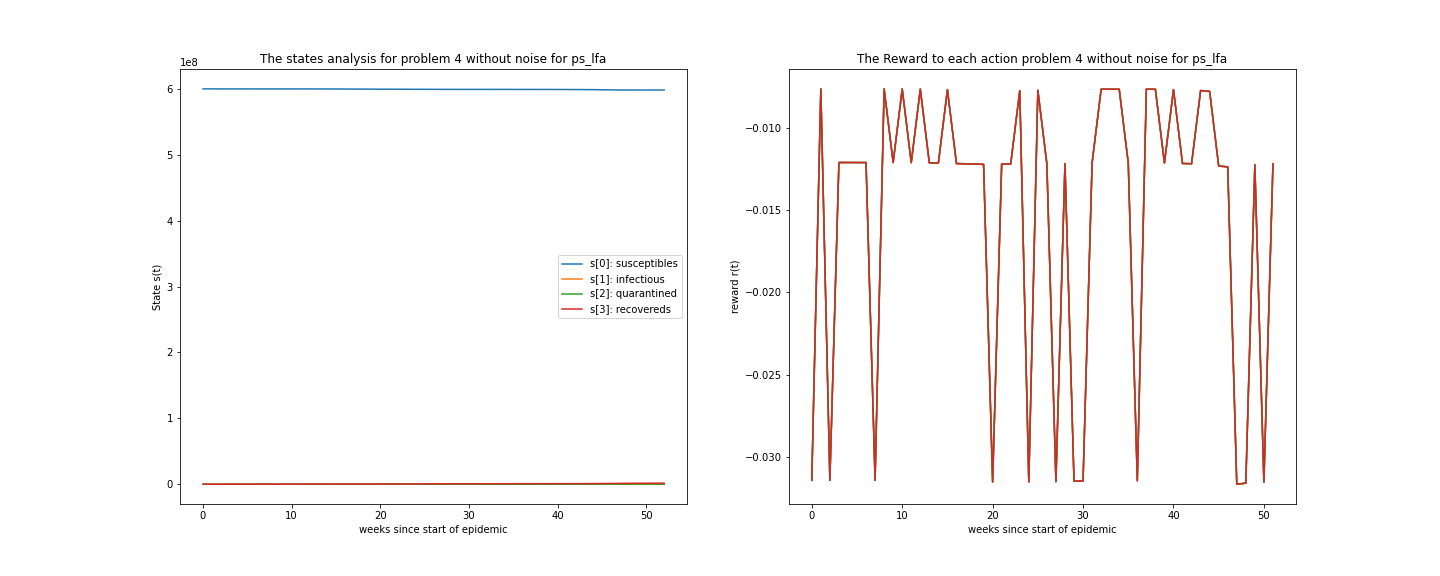 The states analysis for problem 4 without noise for ps_lfa
1e8
6
5
4
3
2
1
0
State s(t)
s[0]: susceptibles
s[1]: infectious
s[2]: quarantined
s[3]: recovereds
0 10 20 30 40 50
weeks since start of epidemic
The Reward to each action problem 4 without noise for ps_lfa
−0.010
−0.015
−0.020
−0.025
−0.030
reward r(t)
0 10 20 30 40 50
weeks since start of epidemic